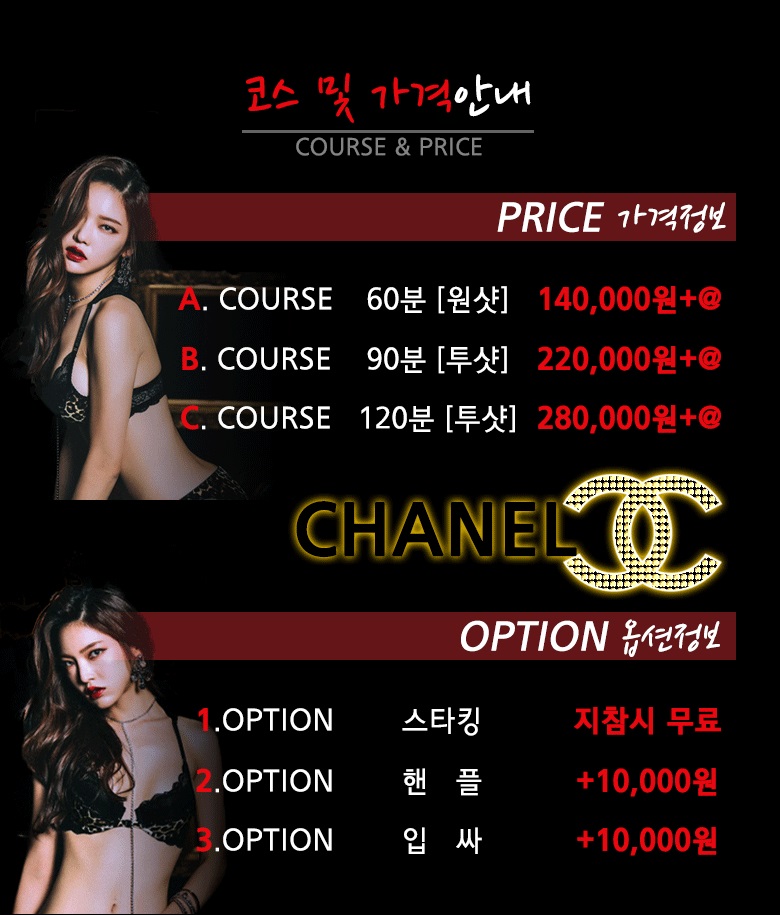 코스 및 가격안내
COURSE & PRICE
PRICE 가격정보
A. COURSE 60분 [원샷] 140,000원+@
B. COURSE 90분 [투샷] 220,000원+@
C. COURSE 120분 [투샷] 280,000원+@
CHANEL
OPTION 옵션정보
1.OPTION 스타킹 지참시 무료
2.OPTION 핸 플 +10,000원
3.OPTION 입 싸 +10,000원